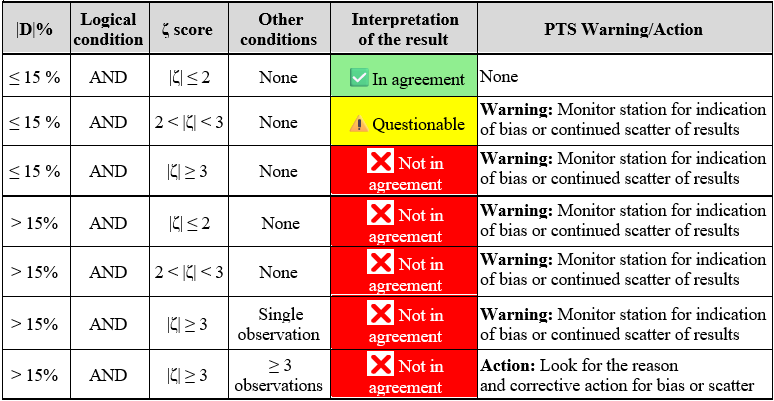 |D|% Logical condition ζ score Other conditions Interpretation of the result PTS Warning/Action
≤ 15 % AND |ζ| ≤ 2 None ✅ In agreement None
≤ 15 % AND 2 < |ζ| < 3 None ⚠ Questionable Warning: Monitor station for indication
of bias or continued scatter of results
≤ 15 % AND |ζ| ≥ 3 None ❌ Not in
agreement Warning: Monitor station for indication
of bias or continued scatter of results
> 15% AND |ζ| ≤ 2 None ❌ Not in
agreement Warning: Monitor station for indication
of bias or continued scatter of results
> 15% AND 2 < |ζ| < 3 None ❌ Not in
agreement Warning: Monitor station for indication
of bias or continued scatter of results
> 15% AND |ζ| ≥ 3 Single
observation ❌ Not in
agreement Warning: Monitor station for indication
of bias or continued scatter of results
> 15% AND |ζ| ≥ 3 ≥ 3
observations ❌ Not in
agreement Action: Look for the reason
and corrective action for bias or scatter